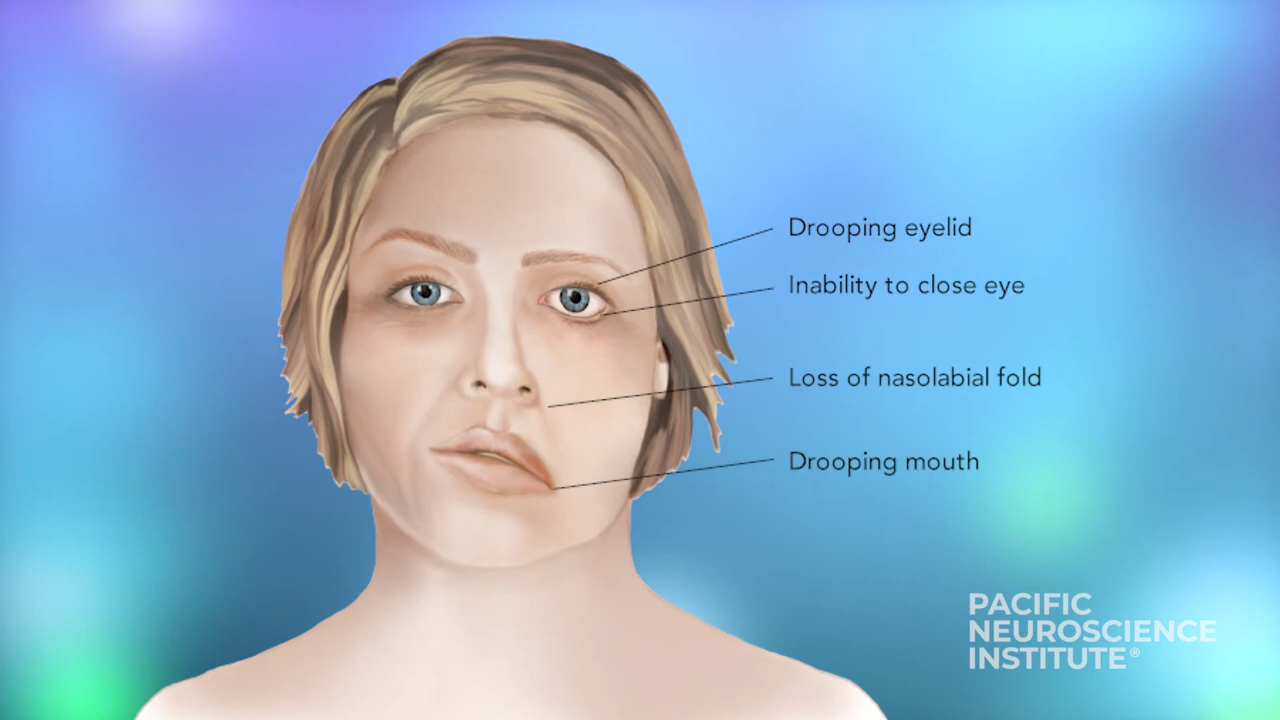 Drooping eyelid
Inability to close eye
Loss of nasolabial fold
Drooping mouth
PACIFIC
NEUROSCIENCE
INSTITUTE®